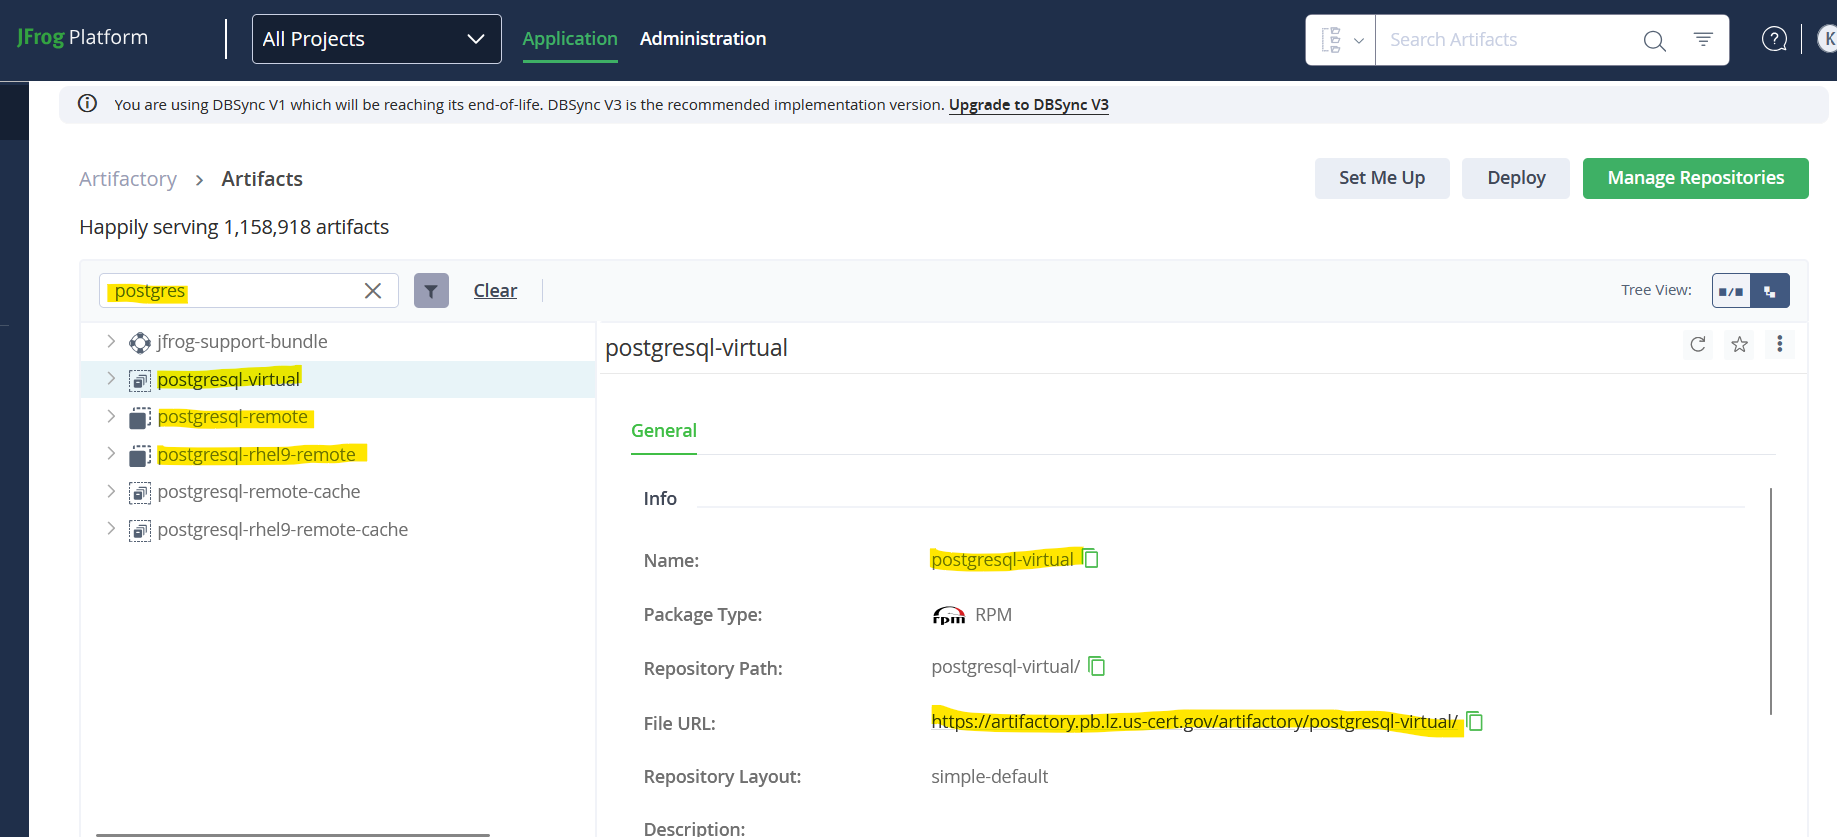 JFrog Platform
All Projects
Application
Administration
Search Artifacts
?
K
You are using DBSync V1 which will be reaching its end-of-life. DBSync V3 is the recommended implementation version. Upgrade to DBSync V3
Artifactory > Artifacts
Set Me Up
Deploy
Manage Repositories
Happily serving 1,158,918 artifacts
postgres
Clear
Tree View:
jfrog-support-bundle
postgresql-virtual
postgresql-remote
postgresql-rhel9-remote
postgresql-remote-cache
postgresql-rhel9-remote-cache
postgresql-virtual
General
Info
Name: postgresql-virtual
Package Type: rpm RPM
Repository Path: postgresql-virtual/
File URL: https://artifactory.pb.lz.us-cert.gov/artifactory/postgresql-virtual/
Repository Layout: simple-default
Description: